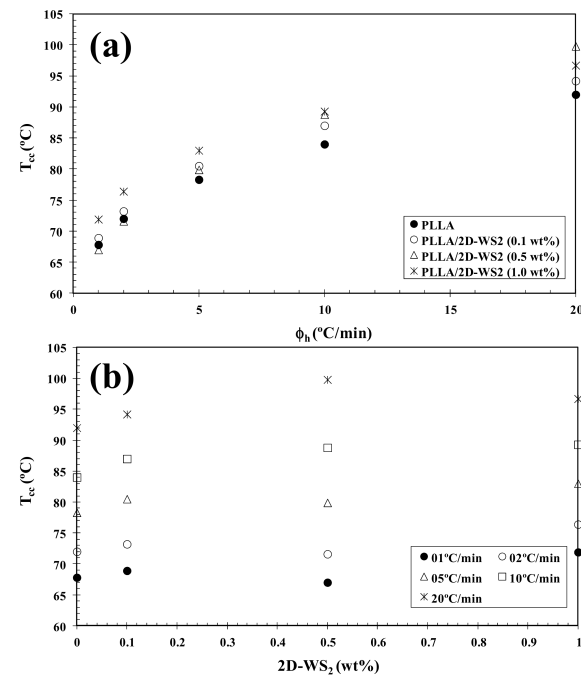 105
100
95
90
85
80
75
70
65
60
T_cc (ºC)
(a)
PLLA
PLLA/2D-WS2 (0.1 wt%)
PLLA/2D-WS2 (0.5 wt%)
PLLA/2D-WS2 (1.0 wt%)
0 5 10 15 20
ϕ_h (ºC/min)
105
100
95
90
85
80
75
70
65
60
T_cc (ºC)
(b)
01ºC/min 02ºC/min
05ºC/min 10ºC/min
20ºC/min
0 0.1 0.2 0.3 0.4 0.5 0.6 0.7 0.8 0.9 1
2D-WS₂ (wt%)